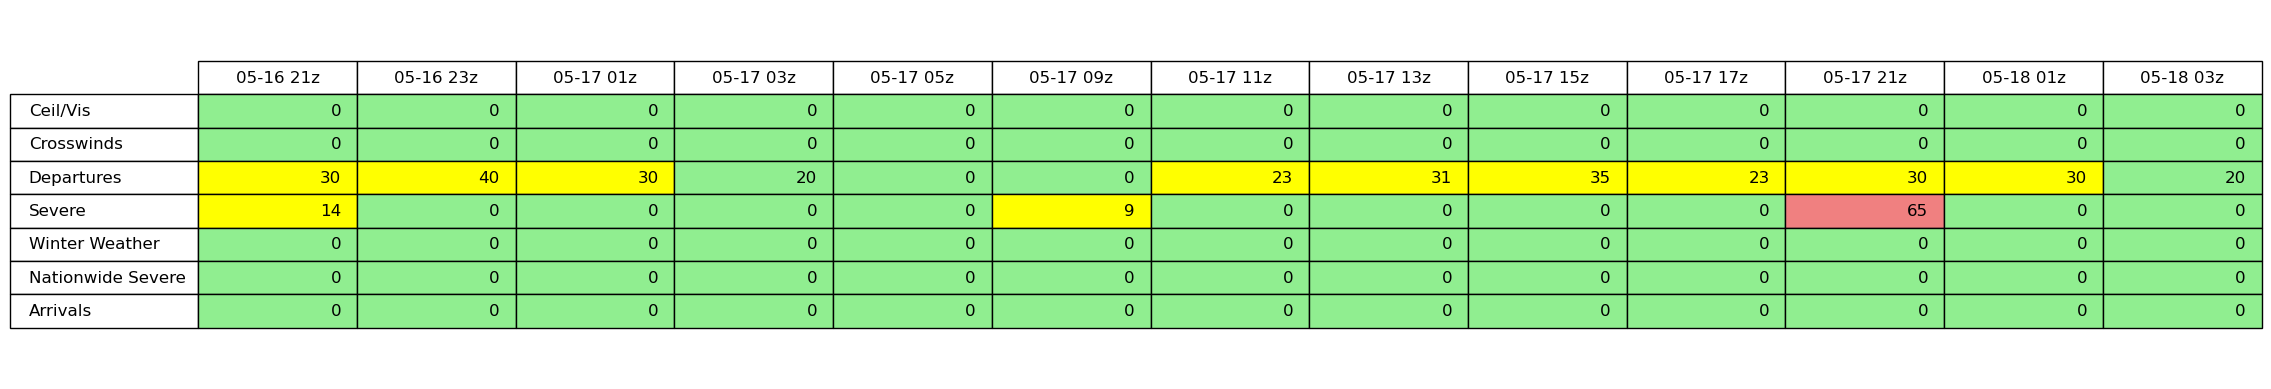 05-16 21z 05-16 23z 05-17 01z 05-17 03z 05-17 05z 05-17 09z 05-17 11z 05-17 13z 05-17 15z 05-17 17z 05-17 21z 05-18 01z 05-18 03z
Ceil/Vis 0 0 0 0 0 0 0 0 0 0 0 0 0
Crosswinds 0 0 0 0 0 0 0 0 0 0 0 0 0
Departures 30 40 30 20 0 0 23 31 35 23 30 30 20
Severe 14 0 0 0 0 9 0 0 0 0 65 0 0
Winter Weather 0 0 0 0 0 0 0 0 0 0 0 0 0
Nationwide Severe 0 0 0 0 0 0 0 0 0 0 0 0 0
Arrivals 0 0 0 0 0 0 0 0 0 0 0 0 0